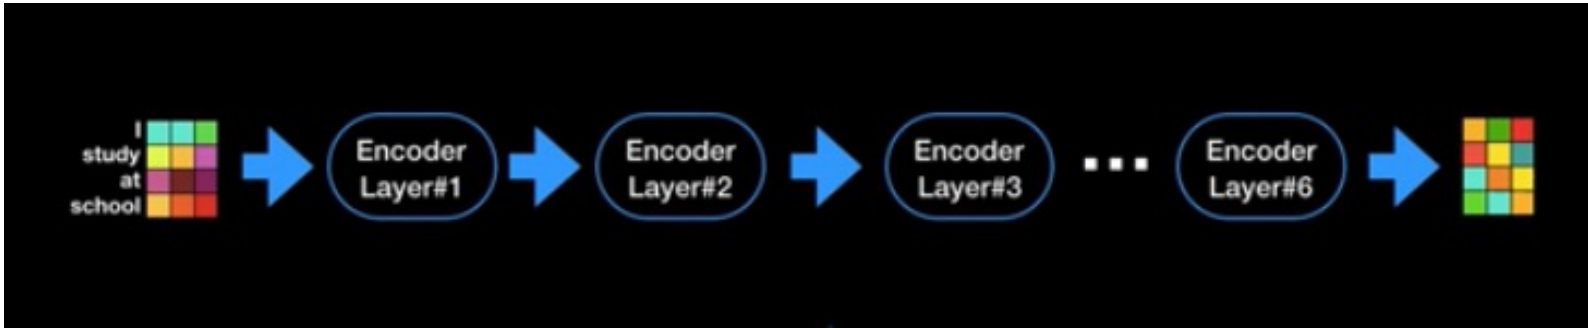 I
study
at
school
Encoder
Layer#1
Encoder
Layer#2
Encoder
Layer#3
...
Encoder
Layer#6